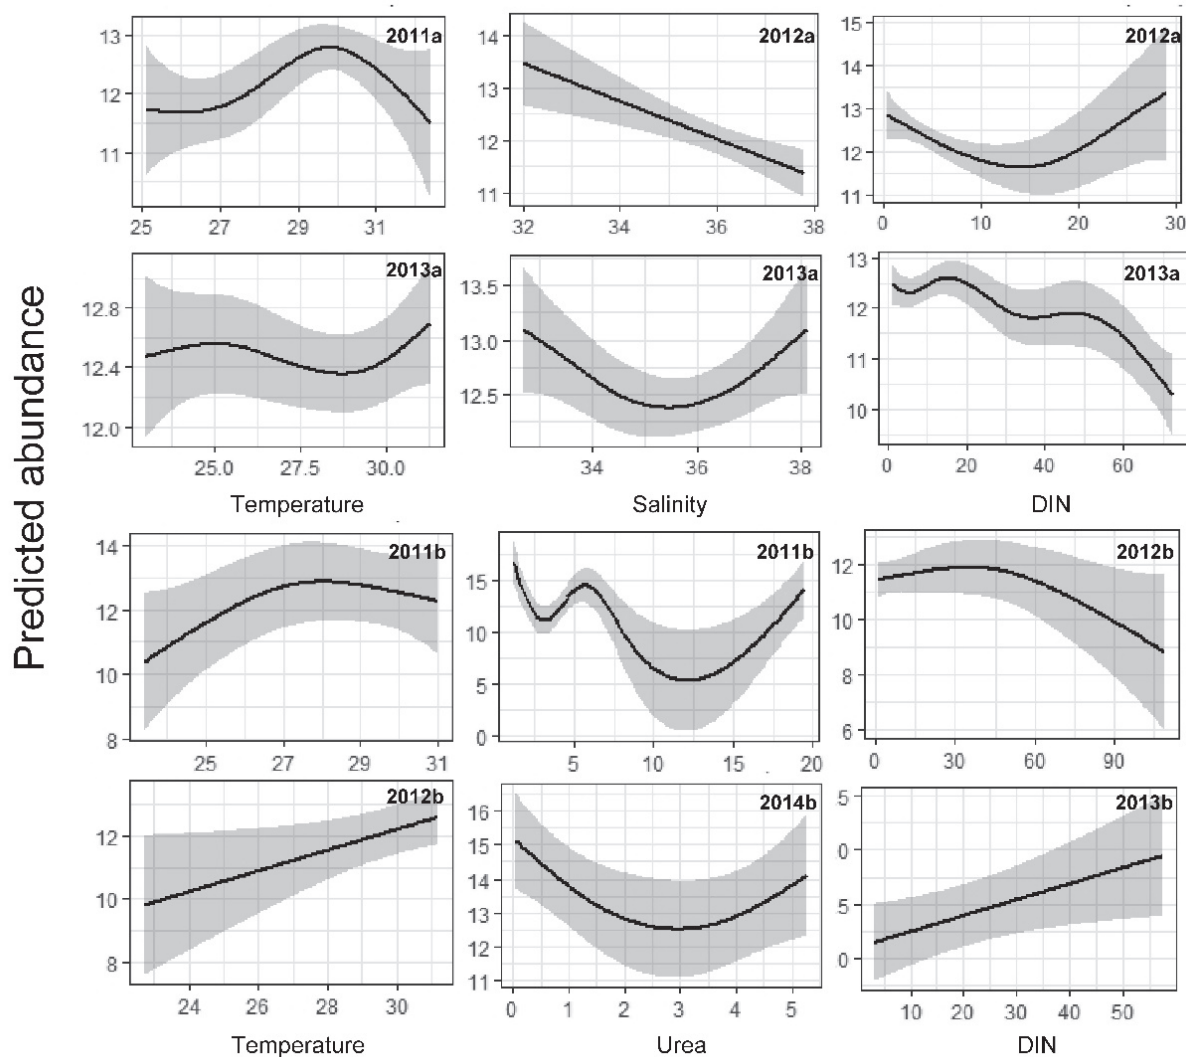 Predicted abundance
2011a
13
12
11
25 27 29 31
2012a
14
13
12
11
32 34 36 38
2012a
15
14
13
12
11
0 10 20 30
2013a
12.8
12.4
12.0
25.0 27.5 30.0
Temperature
2013a
13.5
13.0
12.5
34 36 38
Salinity
2013a
13
12
11
10
0 20 40 60
DIN
2011b
14
12
10
8
25 27 29 31
2011b
15
10
5
0
5 10 15 20
2012b
12
10
8
6
0 30 60 90
2012b
12
10
8
24 26 28 30
Temperature
2014b
16
15
14
13
12
11
0 1 2 3 4 5
Urea
2013b
5
0
5
0
10 20 30 40 50
DIN